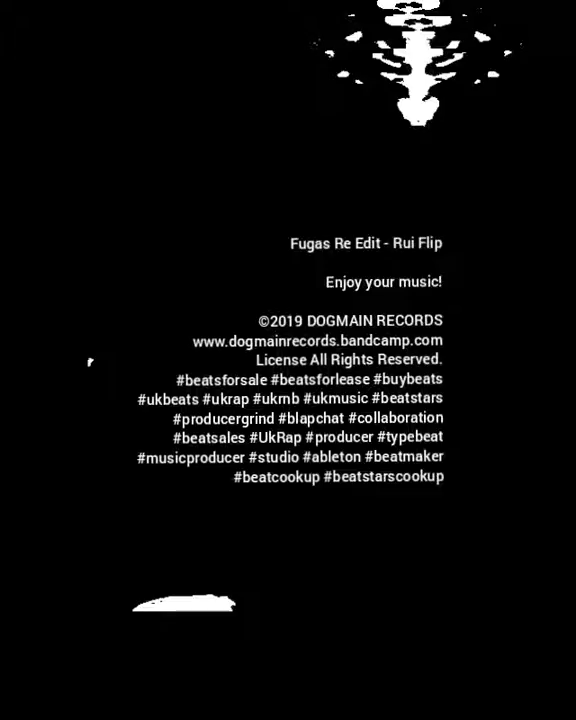 Fugas Re Edit - Rui Flip
Enjoy your music!
©2019 DOGMAIN RECORDS
www.dogmainrecords.bandcamp.com
License All Rights Reserved.
#beatsforsale #beatsforlease #buybeats
#ukbeats #ukrap #ukrnb #ukmusic #beatstars
#producergrind #blapchat #collaboration
#beatsales #UkRap #producer #typebeat
#musicproducer #studio #ableton #beatmaker
#beatcookup #beatstarscookup